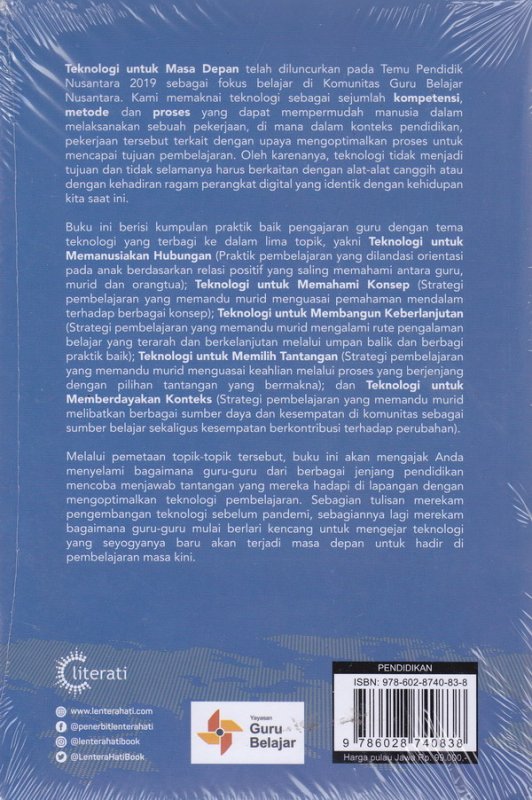 Teknologi untuk Masa Depan telah diluncurkan pada Temu Pendidik
Nusantara 2019 sebagai fokus belajar di Komunitas Guru Belajar
Nusantara. Kami memaknai teknologi sebagai sejumlah kompetensi,
metode dan proses yang dapat mempermudah manusia dalam
melaksanakan sebuah pekerjaan, di mana dalam konteks pendidikan,
pekerjaan tersebut terkait dengan upaya mengoptimalkan proses untuk
mencapai tujuan pembelajaran. Oleh karenanya, teknologi tidak menjadi
tujuan dan tidak selamanya harus berkaitan dengan alat-alat canggih atau
dengan kehadiran ragam perangkat digital yang identik dengan kehidupan
kita saat ini.
Buku ini berisi kumpulan praktik baik pengajaran guru dengan tema
teknologi yang terbagi ke dalam lima topik, yakni Teknologi untuk
Memanusiakan Hubungan (Praktik pembelajaran yang dilandasi orientasi
pada anak berdasarkan relasi positif yang saling memahami antara guru,
murid dan orangtua); Teknologi untuk Memahami Konsep (Strategi
pembelajaran yang memandu murid menguasai pemahaman mendalam
terhadap berbagai konsep); Teknologi untuk Membangun Keberlanjutan
(Strategi pembelajaran yang memandu murid mengalami rute pengalaman
belajar yang terarah dan berkelanjutan melalui umpan balik dan berbagi
praktik baik); Teknologi untuk Memilih Tantangan (Strategi pembelajaran
yang memandu murid menguasai keahlian melalui proses yang berjenjang
dengan pilihan tantangan yang bermakna); dan Teknologi untuk
Memberdayakan Konteks (Strategi pembelajaran yang memandu murid
melibatkan berbagai sumber daya dan kesempatan di komunitas sebagai
sumber belajar sekaligus kesempatan berkontribusi terhadap perubahan).
Melalui pemetaan topik-topik tersebut, buku ini akan mengajak Anda
menyelami bagaimana guru-guru dari berbagai jenjang pendidikan
mencoba menjawab tantangan yang mereka hadapi di lapangan dengan
mengoptimalkan teknologi pembelajaran. Sebagian tulisan merekam
pengembangan teknologi sebelum pandemi, sebagiannya lagi merekam
bagaimana guru-guru mulai berlari kencang untuk mengejar teknologi
yang seyogyanya baru akan terjadi masa depan untuk hadir di
pembelajaran masa kini.
literati
www.lenterahati.com
@penerbitlenterahati
@lenterahatibook
@LenteraHatiBook
Yayasan
Guru
Belajar
PENDIDIKAN
ISBN: 978-602-8740-83-8
9 786028 740838
Harga pulau Jawa Rp. 99.000.-